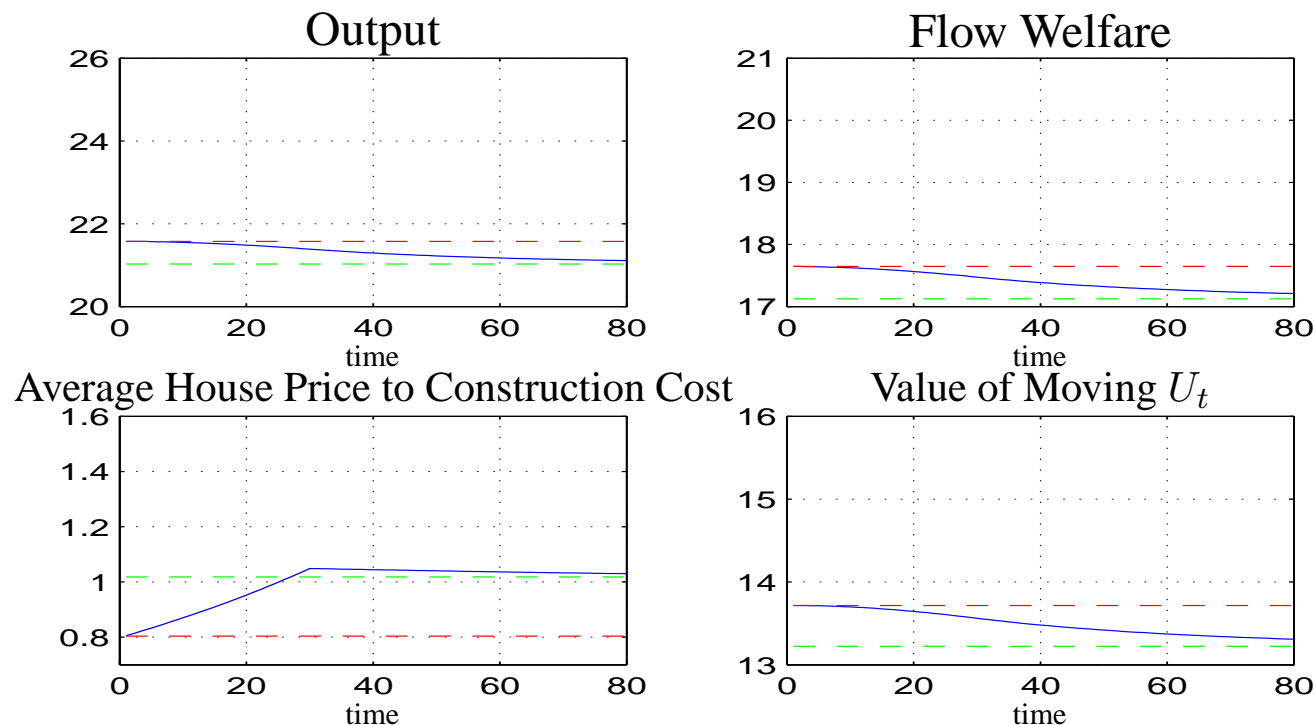 Output
26
24
22
20
0 20 40 60 80
time
Flow Welfare
21
20
19
18
17
0 20 40 60 80
time
Average House Price to Construction Cost
1.6
1.4
1.2
1
0.8
0 20 40 60 80
time
Value of Moving U_t
16
15
14
13
0 20 40 60 80
time